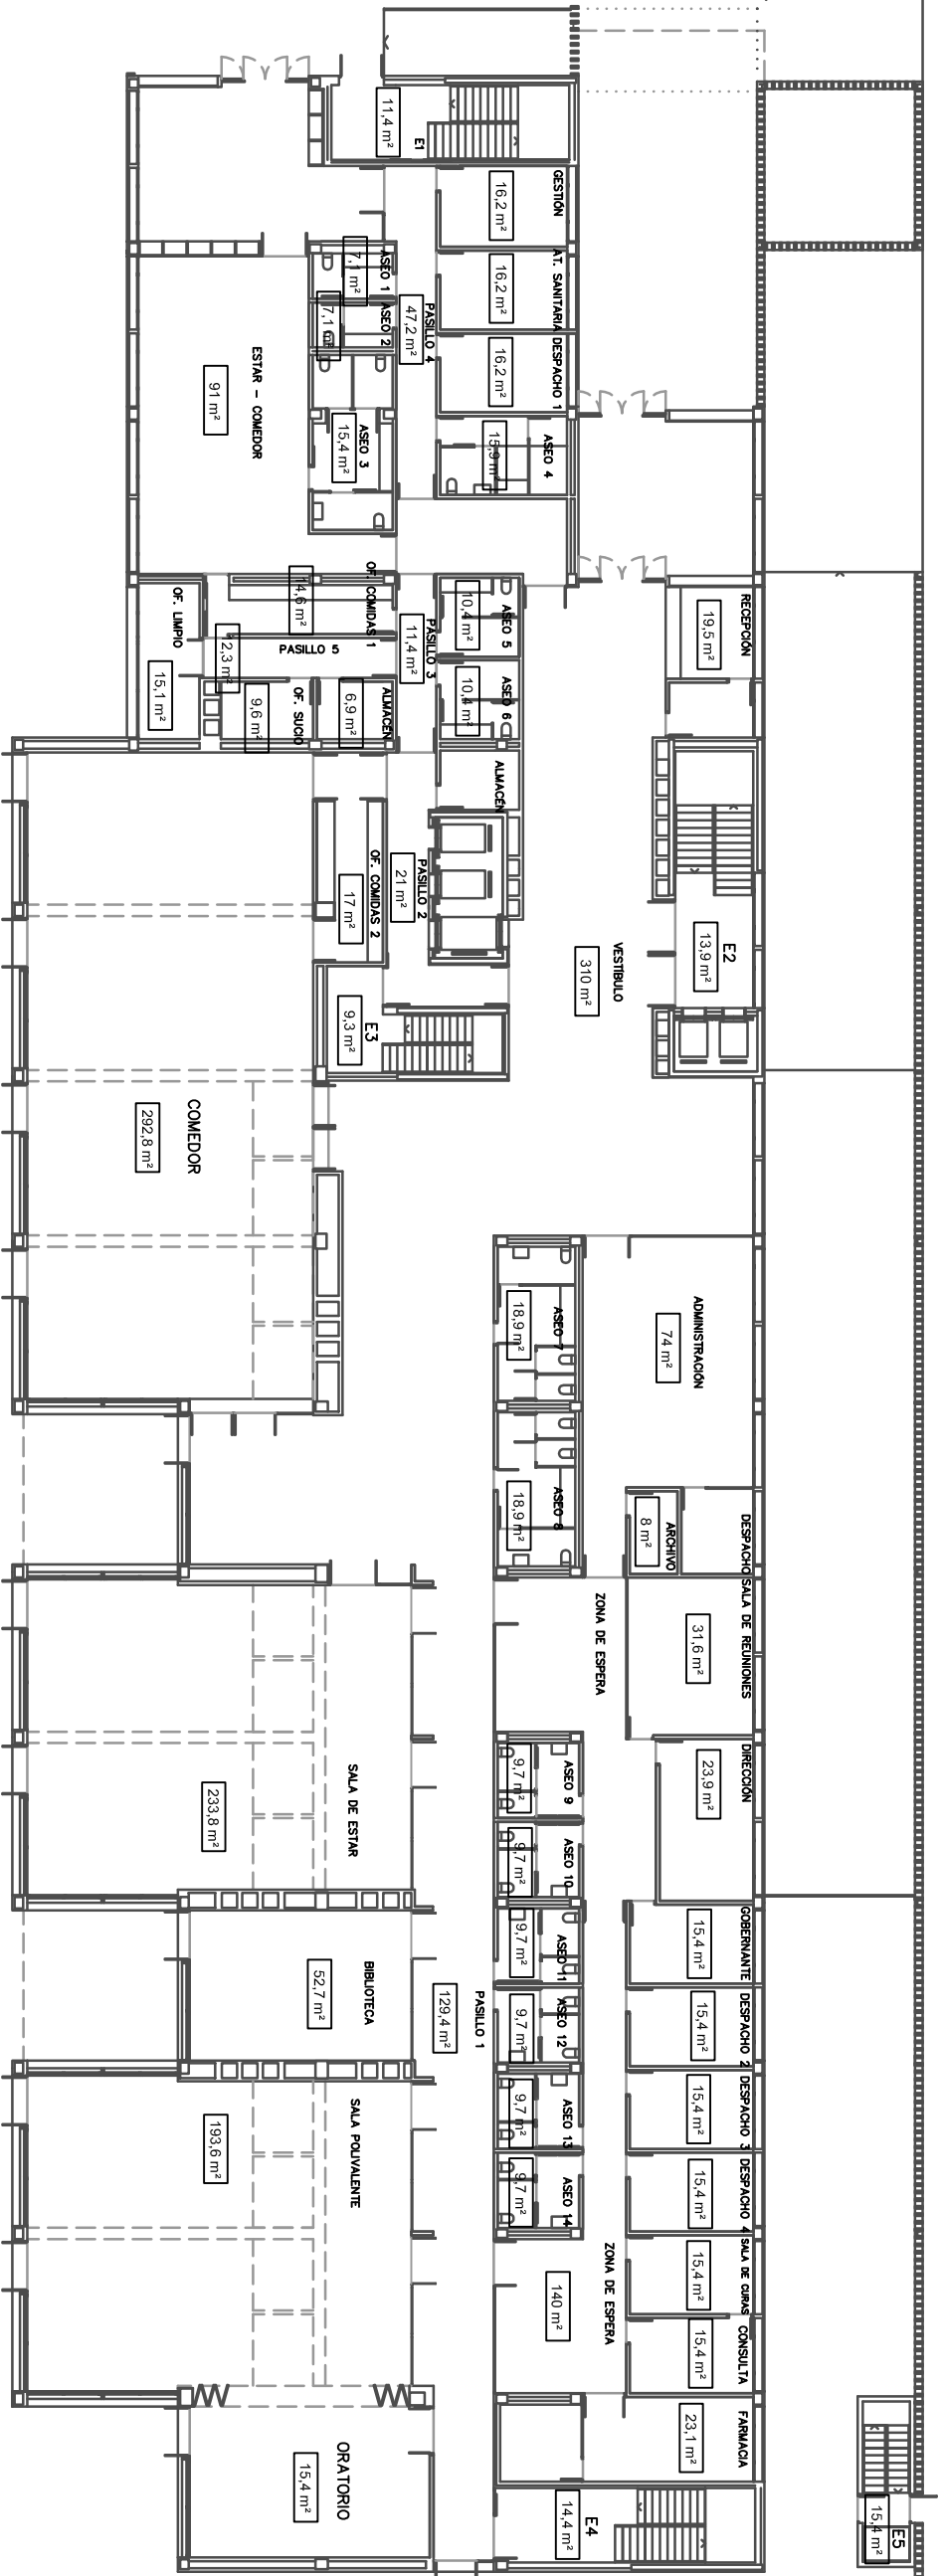 E1
11,4 m²
GESTIÓN
16,2 m²
AT. SANITARIA
16,2 m²
DESPACHO 1
16,2 m²
ASEO 1
7,1 m²
ASEO 2
7,1 m²
PASILLO 4
47,2 m²
ASEO 3
15,4 m²
ASEO 4
15,9 m²
ESTAR - COMEDOR
91 m²
RECEPCIÓN
19,5 m²
ASEO 5
10,4 m²
ASEO 6
10,4 m²
PASILLO 3
11,4 m²
OF. COMIDAS 1
14,6 m²
PASILLO 5
12,3 m²
OF. LIMPIO
15,1 m²
OF. SUCIO
9,6 m²
ALMACÉN
6,9 m²
ALMACÉN
PASILLO 2
21 m²
OF. COMIDAS 2
17 m²
E2
13,9 m²
VESTÍBULO
310 m²
E3
9,3 m²
COMEDOR
292,8 m²
ADMINISTRACIÓN
74 m²
ASEO 7
18,9 m²
ASEO 8
18,9 m²
ARCHIVO
8 m²
DESPACHO
SALA DE REUNIONES
31,6 m²
ZONA DE ESPERA
DIRECCIÓN
23,9 m²
SALA DE ESTAR
233,8 m²
ASEO 9
9,7 m²
ASEO 10
9,7 m²
ASEO 11
9,7 m²
ASEO 12
9,7 m²
ASEO 13
9,7 m²
ASEO 14
9,7 m²
GOBERNANTE
15,4 m²
DESPACHO 2
15,4 m²
DESPACHO 3
15,4 m²
DESPACHO 4
15,4 m²
SALA DE CURAS
15,4 m²
CONSULTA
15,4 m²
BIBLIOTECA
52,7 m²
PASILLO 1
129,4 m²
SALA POLIVALENTE
193,6 m²
ZONA DE ESPERA
140 m²
FARMACIA
23,1 m²
ORATORIO
15,4 m²
E4
14,4 m²
E5
15,4 m²